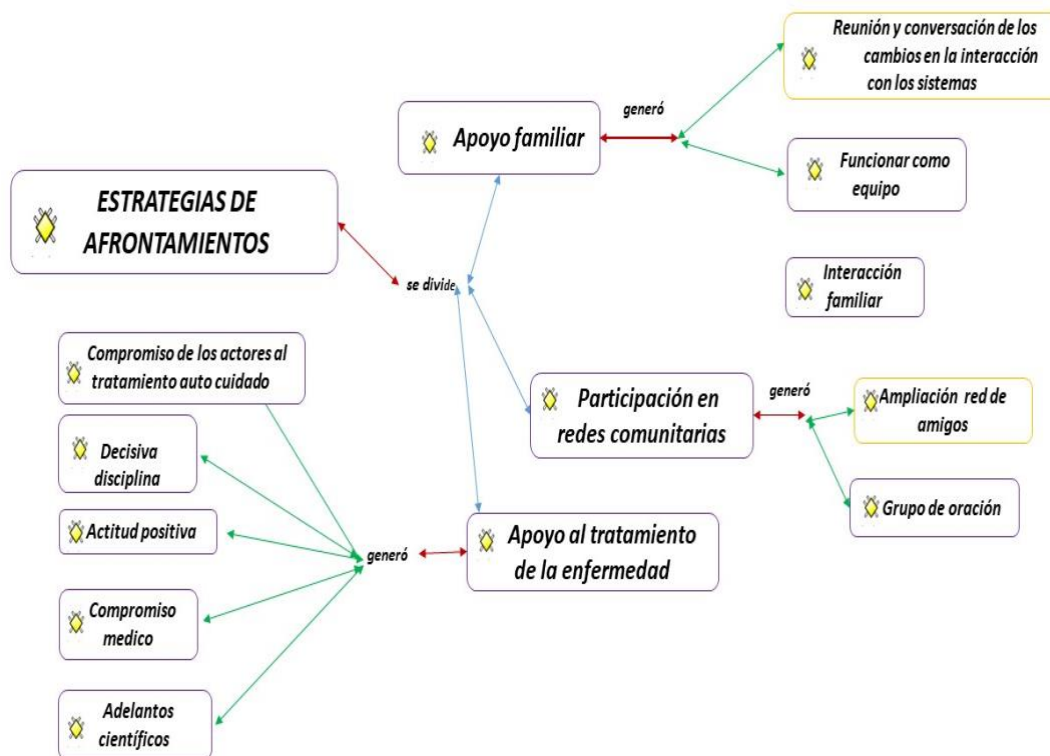 Reunión y conversación de los
cambios en la interacción
con los sistemas
generó
Apoyo familiar
Funcionar como
equipo
ESTRATEGIAS DE
AFRONTAMIENTOS
se divide
Interacción
familiar
Compromiso de los actores al
tratamiento auto cuidado
Participación en
redes comunitarias
generó
Ampliación red de
amigos
Decisiva
disciplina
Grupo de oración
Actitud positiva
generó
Apoyo al tratamiento
de la enfermedad
Compromiso
medico
Adelantos
científicos